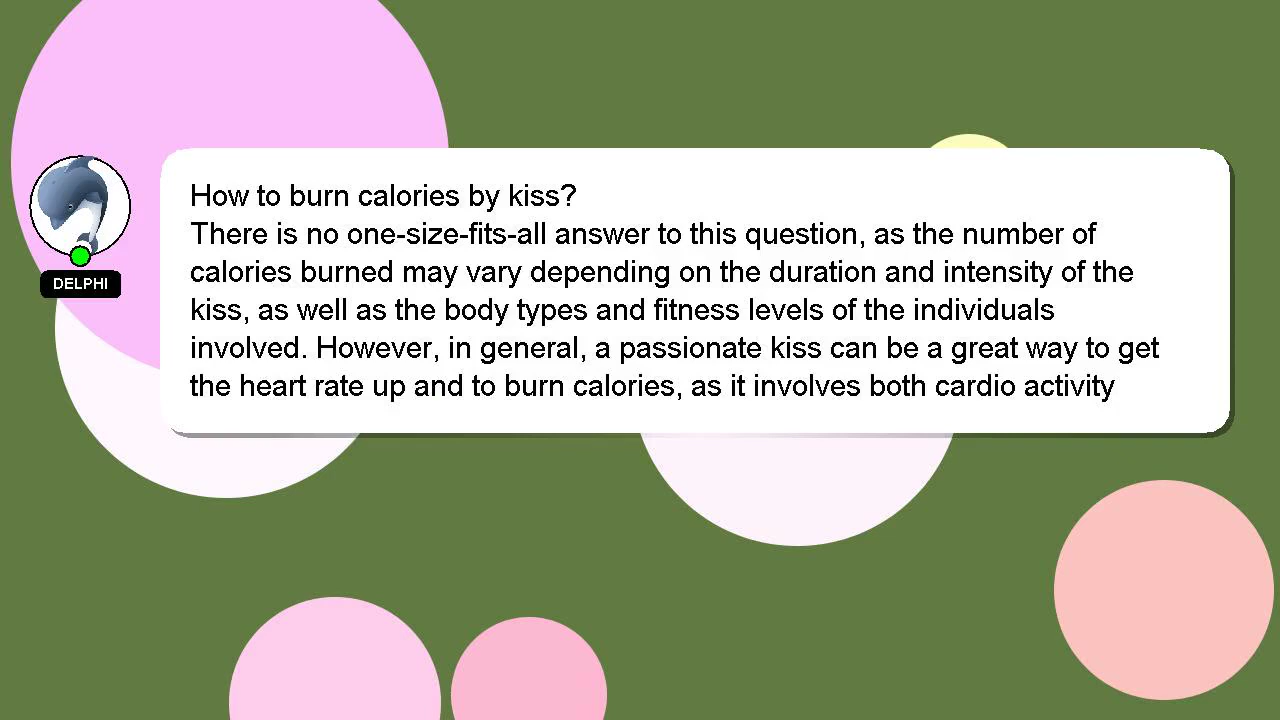 How to burn calories by kiss?
There is no one-size-fits-all answer to this question, as the number of
calories burned may vary depending on the duration and intensity of the
kiss, as well as the body types and fitness levels of the individuals
involved. However, in general, a passionate kiss can be a great way to get
the heart rate up and to burn calories, as it involves both cardio activity
DELPHI